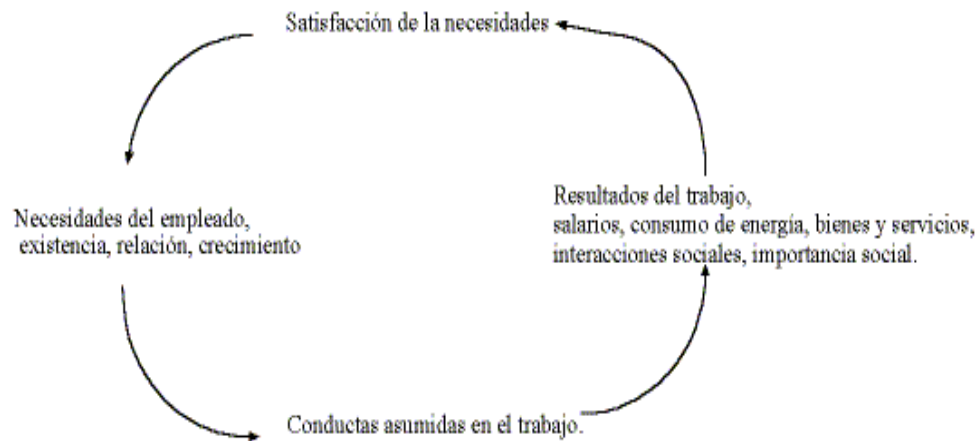 Satisfacción de la necesidades
Necesidades del empleado,
existencia, relación, crecimiento
Resultados del trabajo,
salarios, consumo de energía, bienes y servicios,
interacciones sociales, importancia social.
Conductas asumidas en el trabajo.